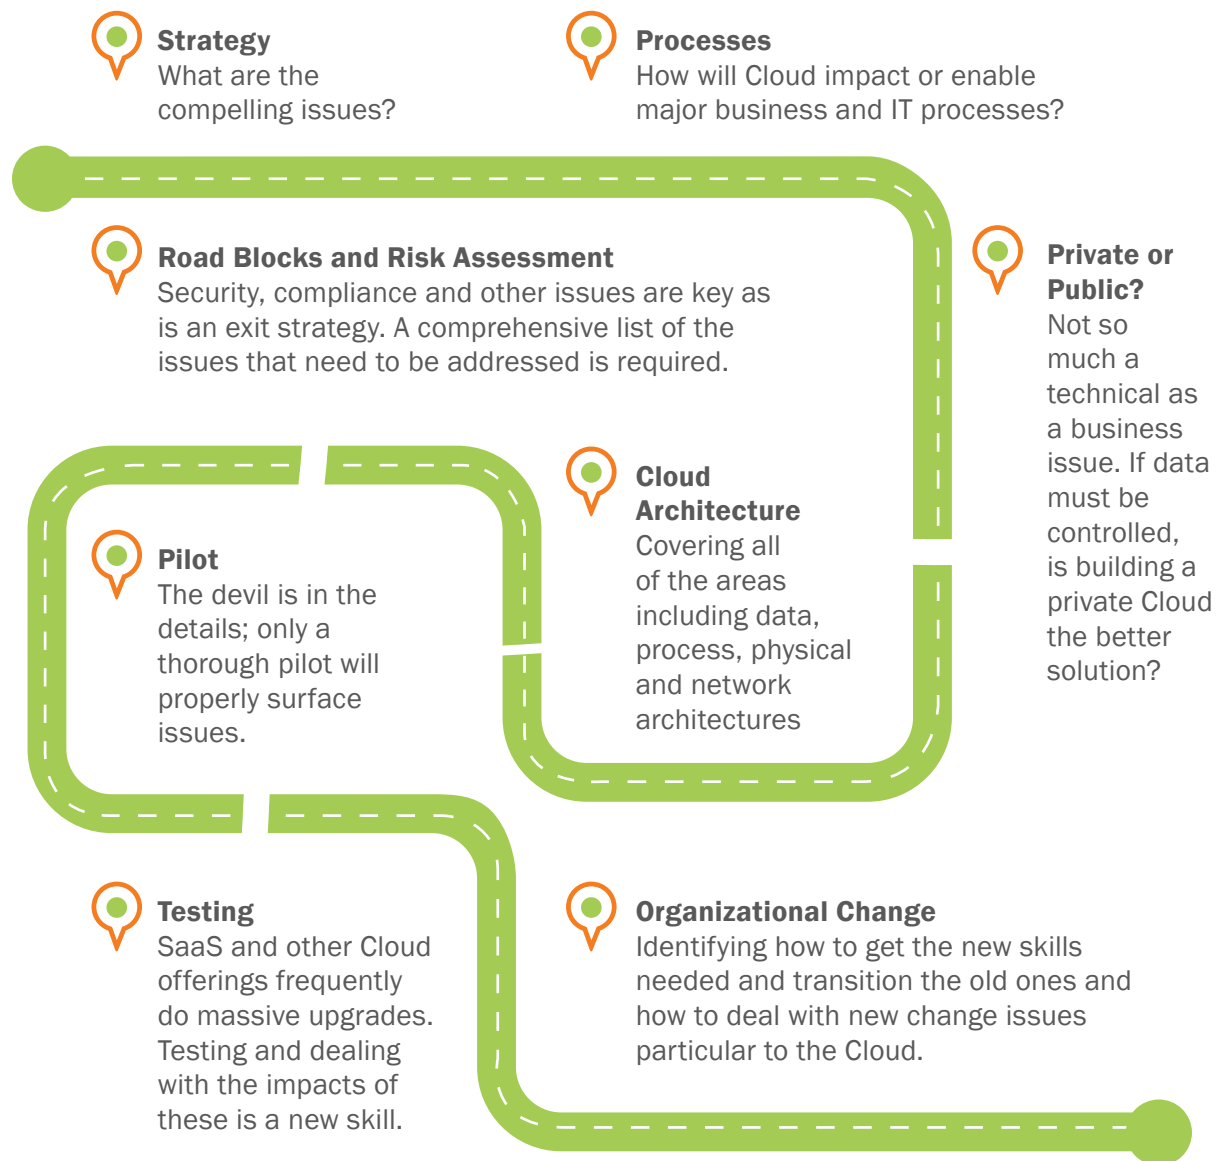 Strategy
What are the
compelling issues?
Processes
How will Cloud impact or enable
major business and IT processes?
Road Blocks and Risk Assessment
Security, compliance and other issues are key as
is an exit strategy. A comprehensive list of the
issues that need to be addressed is required.
Private or
Public?
Not so
much a
technical as
a business
issue. If data
must be
controlled,
is building a
private Cloud
the better
solution?
Cloud
Architecture
Covering all
of the areas
including data,
process, physical
and network
architectures
Pilot
The devil is in the
details; only a
thorough pilot will
properly surface
issues.
Testing
SaaS and other Cloud
offerings frequently
do massive upgrades.
Testing and dealing
with the impacts of
these is a new skill.
Organizational Change
Identifying how to get the new skills
needed and transition the old ones and
how to deal with new change issues
particular to the Cloud.